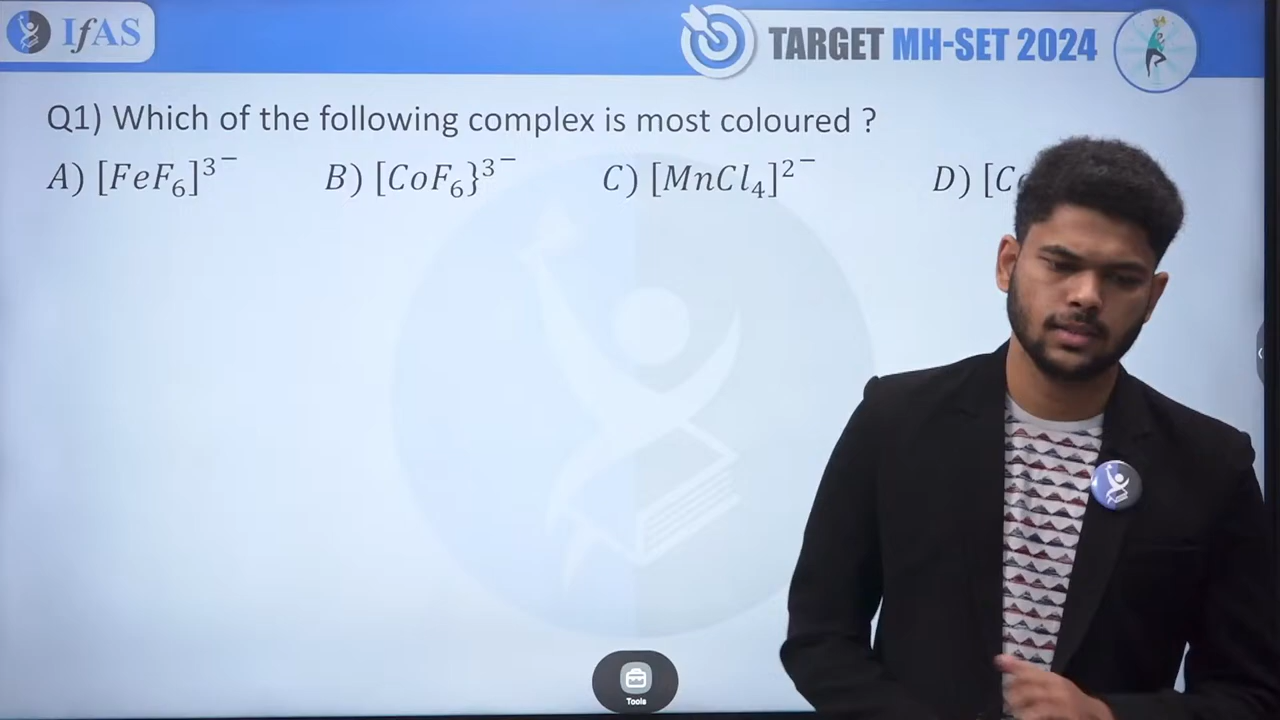 IfAS
TARGET MH-SET 2024
Q1) Which of the following complex is most coloured ?
A) [FeF₆]³⁻ B) [CoF₆}³⁻ C) [MnCl₄]²⁻ D) [C
Tools